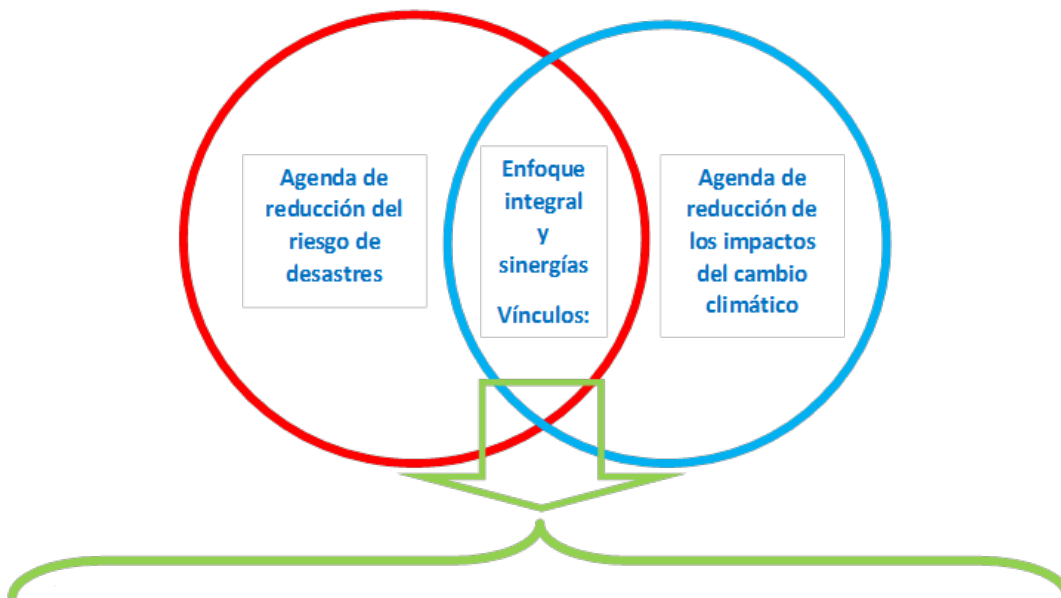 Agenda de
reducción del
riesgo de
desastres
Enfoque
integral
y
sinergías
Vínculos:
Agenda de
reducción de
los impactos
del cambio
climático